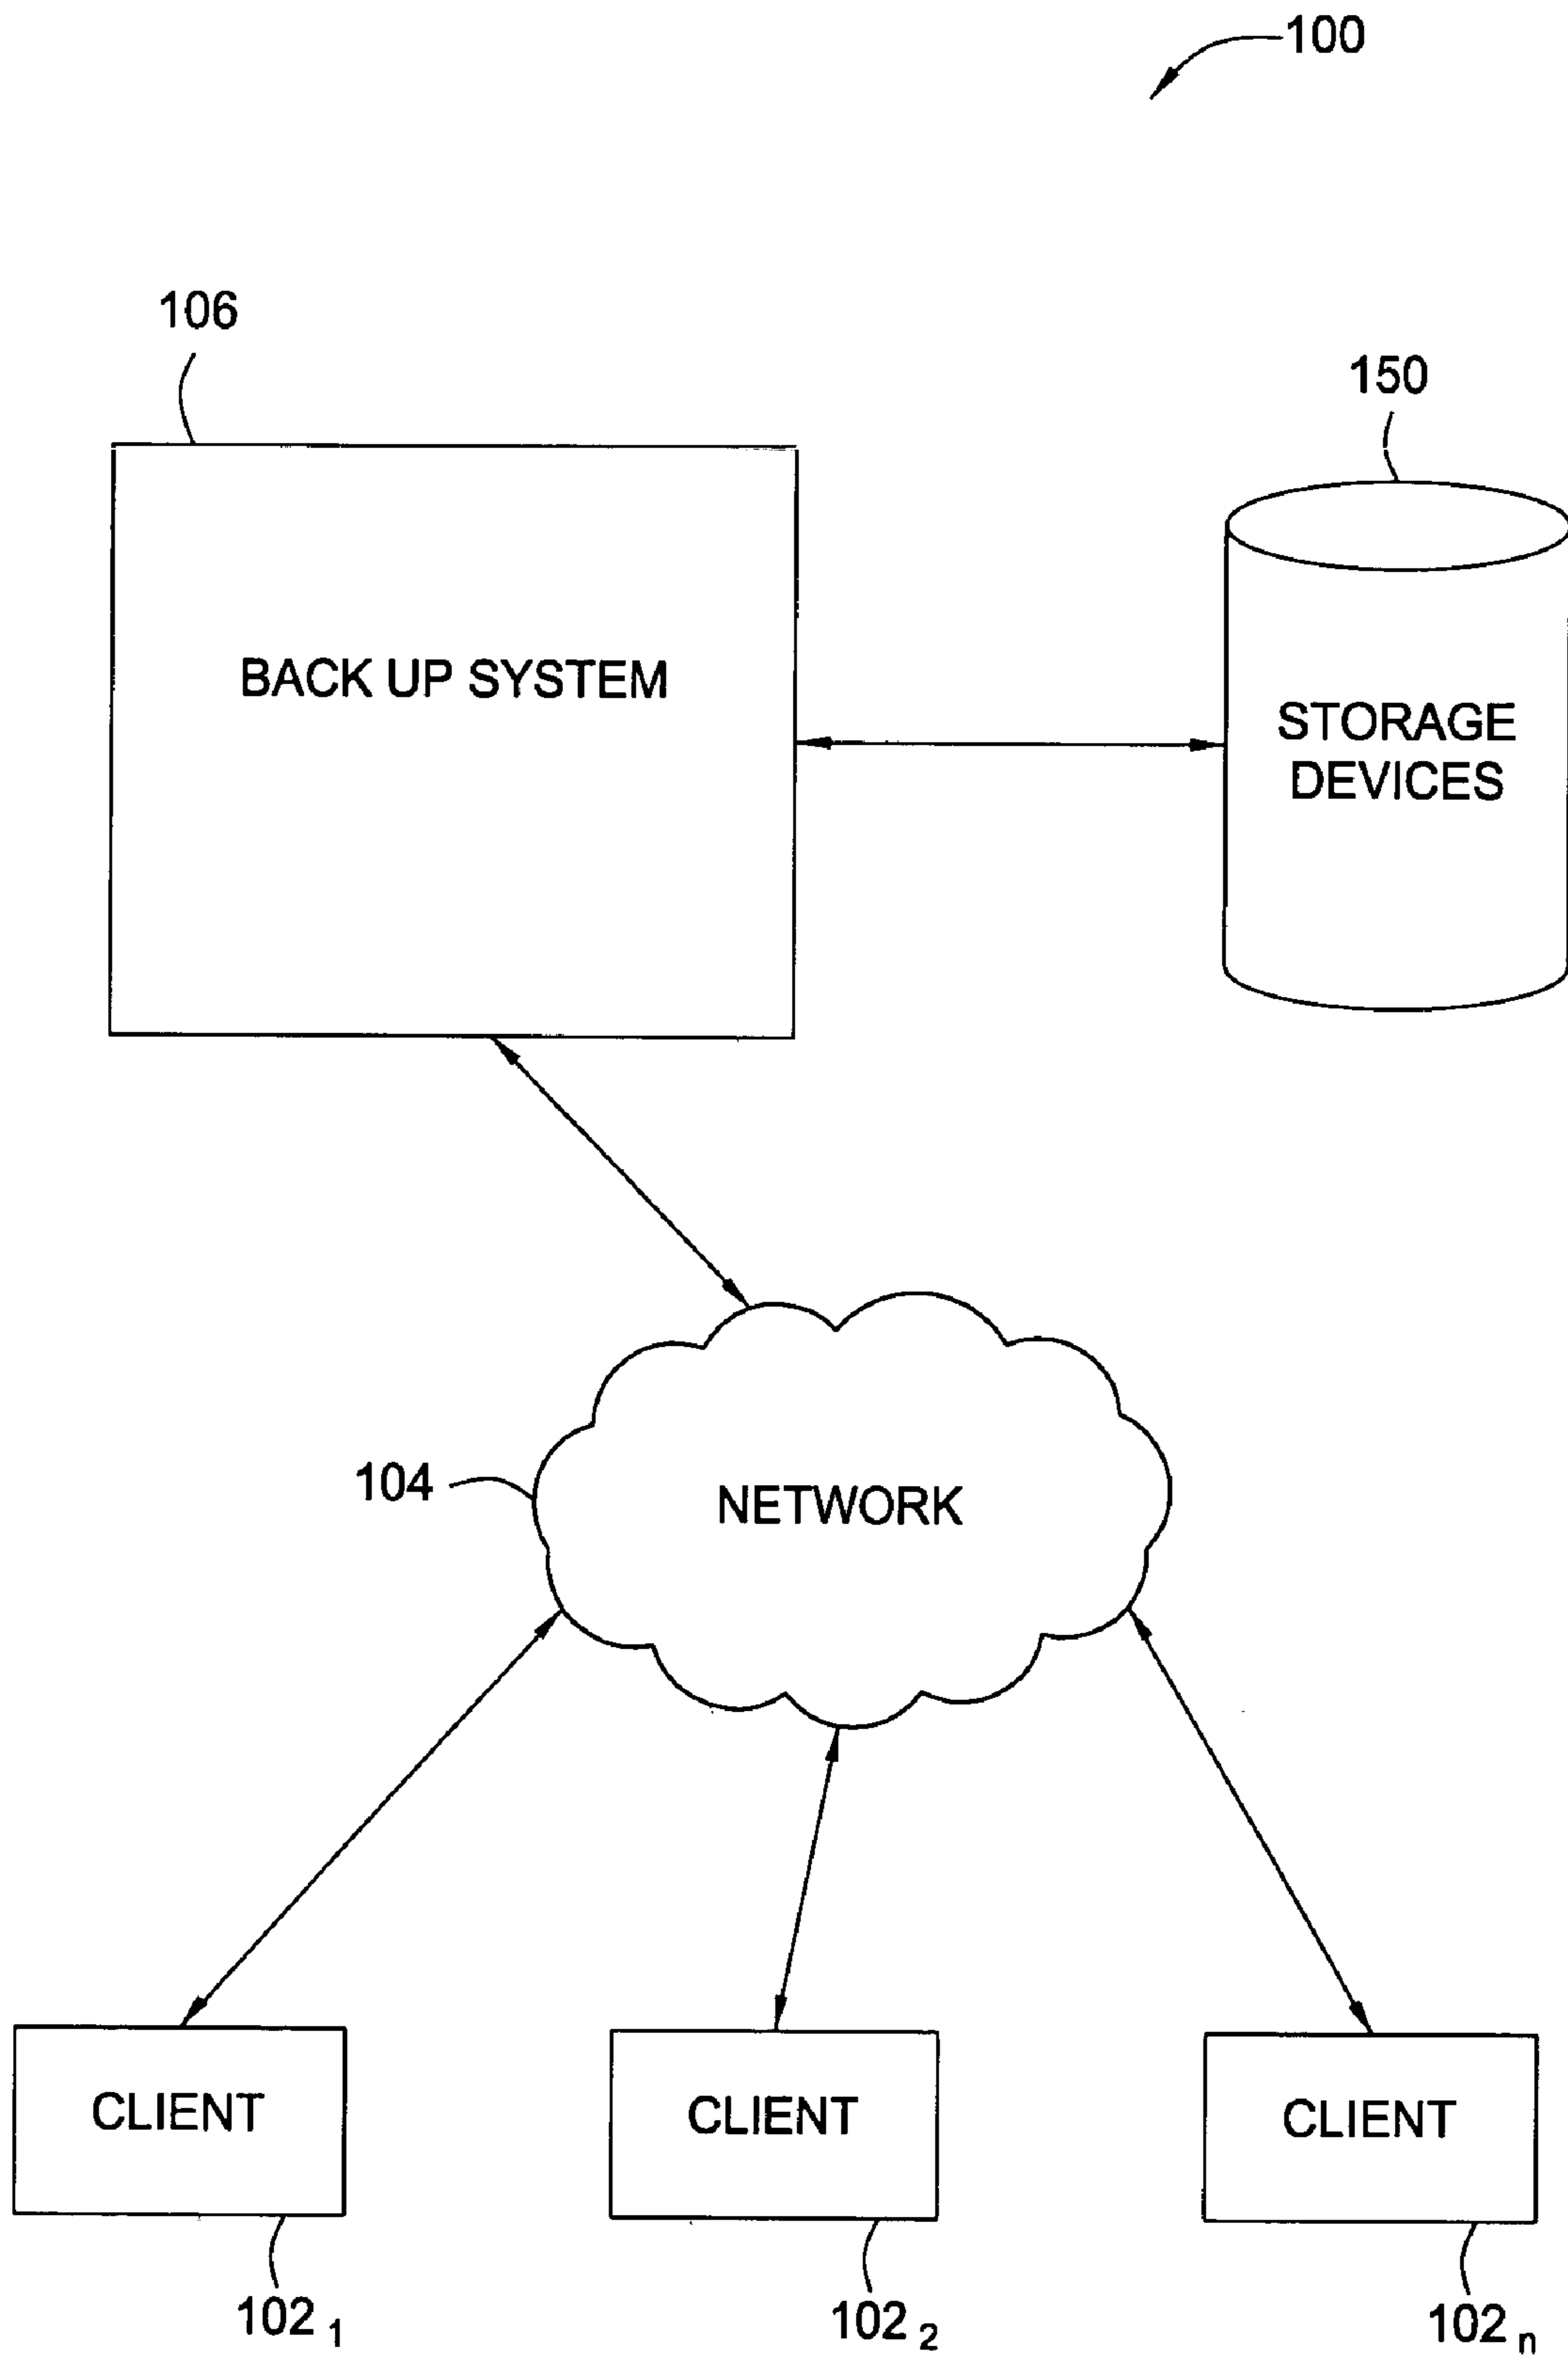 100
106
150
BACK UP SYSTEM
STORAGE
DEVICES
104
NETWORK
CLIENT
CLIENT
CLIENT
102 1
102 2
102 n